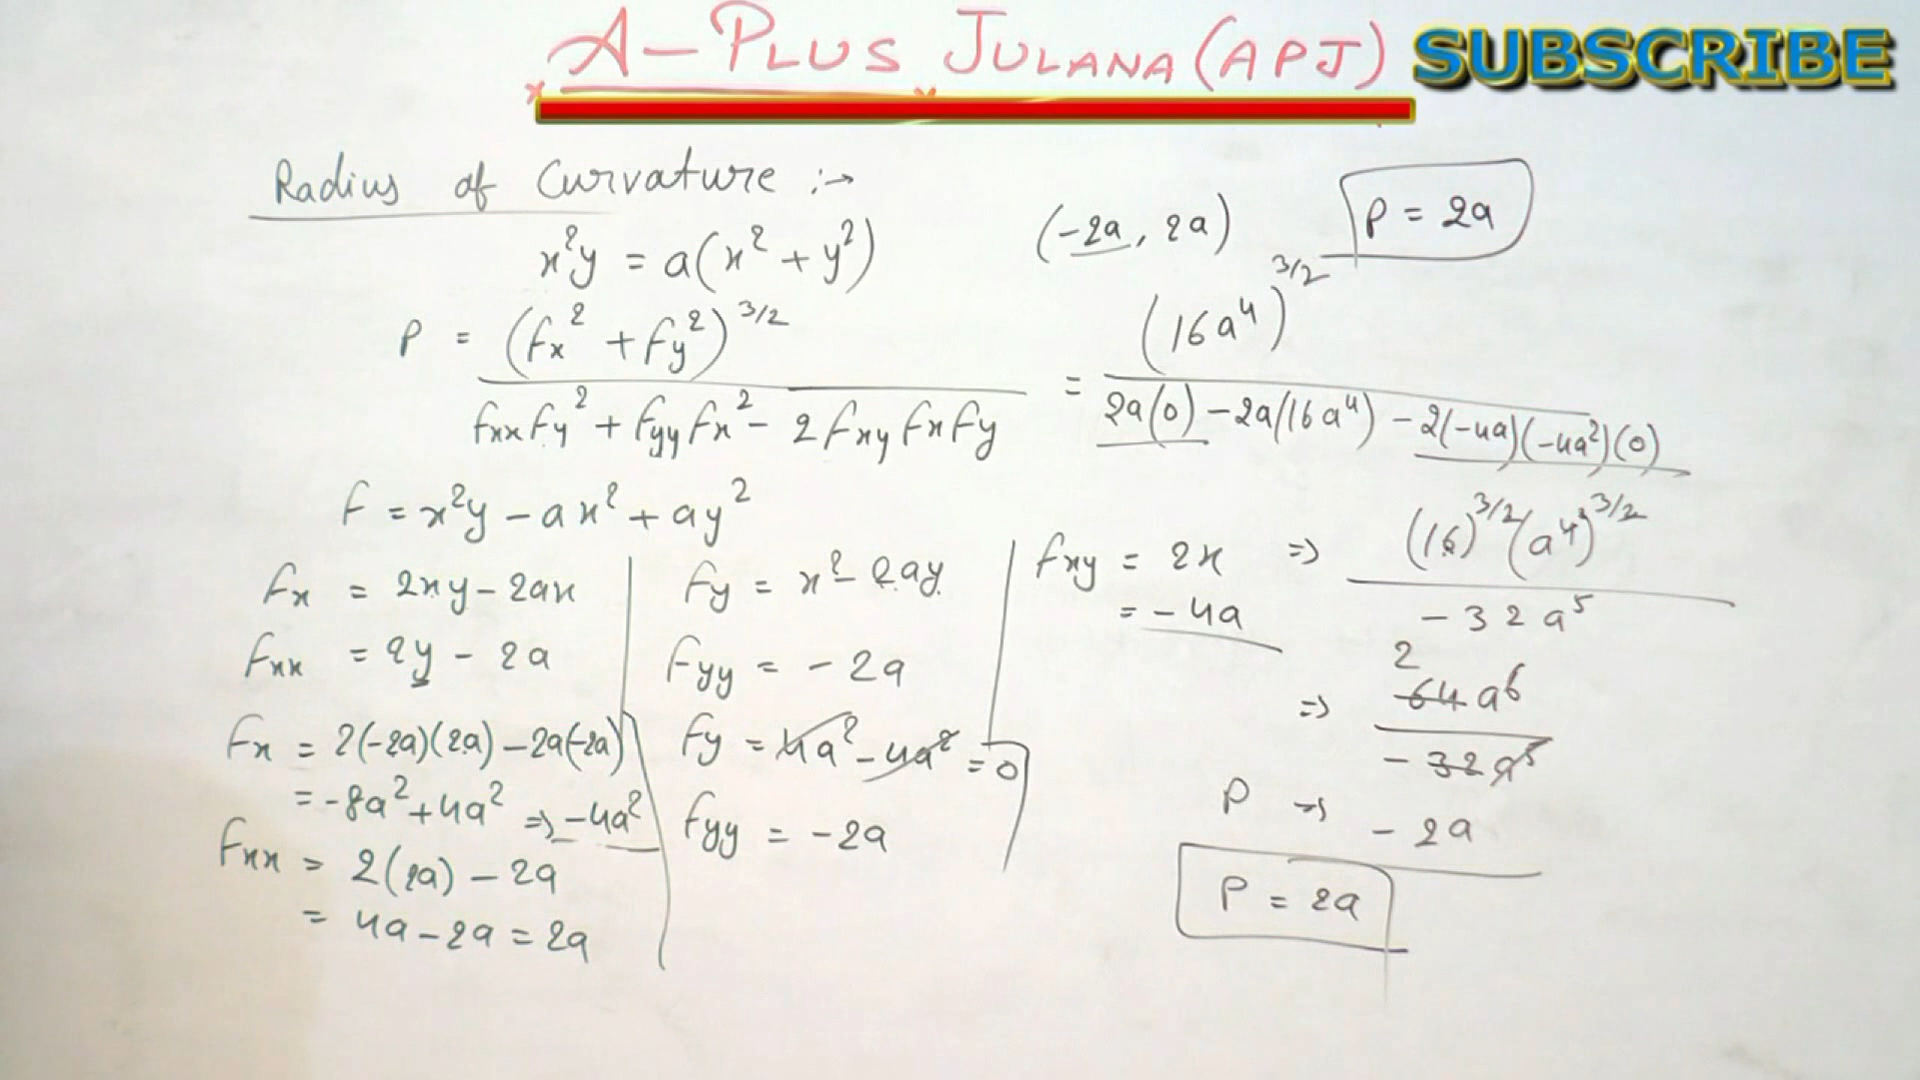 A-PLUS JULANA (APJ) SUBSCRIBE
Radius of Curvature :→
x²y = a(x² + y²) (-2a, 2a) ρ = 2a
ρ = (fx² + fy²)^3/2 / fxx fy² + fyy fx² - 2 fxy fx fy
= (16a⁴)^3/2 / 2a(0) - 2a(16a⁴) - 2(-4a)(-4a²)(0)
f = x²y - ax² + ay²
fx = 2xy - 2ax
fxx = 2y - 2a
fx = 2(-2a)(2a) - 2a(-2a)
= -8a² + 4a² ⇒ -4a²
fxx = 2(2a) - 2a
= 4a - 2a = 2a
fy = x² - 2ay
fyy = - 2a
fy = 4a² - 4a² = 0
fyy = -2a
fxy = 2x
= - 4a
⇒ (16)^3/2 (a⁴)^3/2 / - 32a⁵
2
⇒ 64a⁶ / - 32a⁵
ρ → - 2a
ρ = 2a